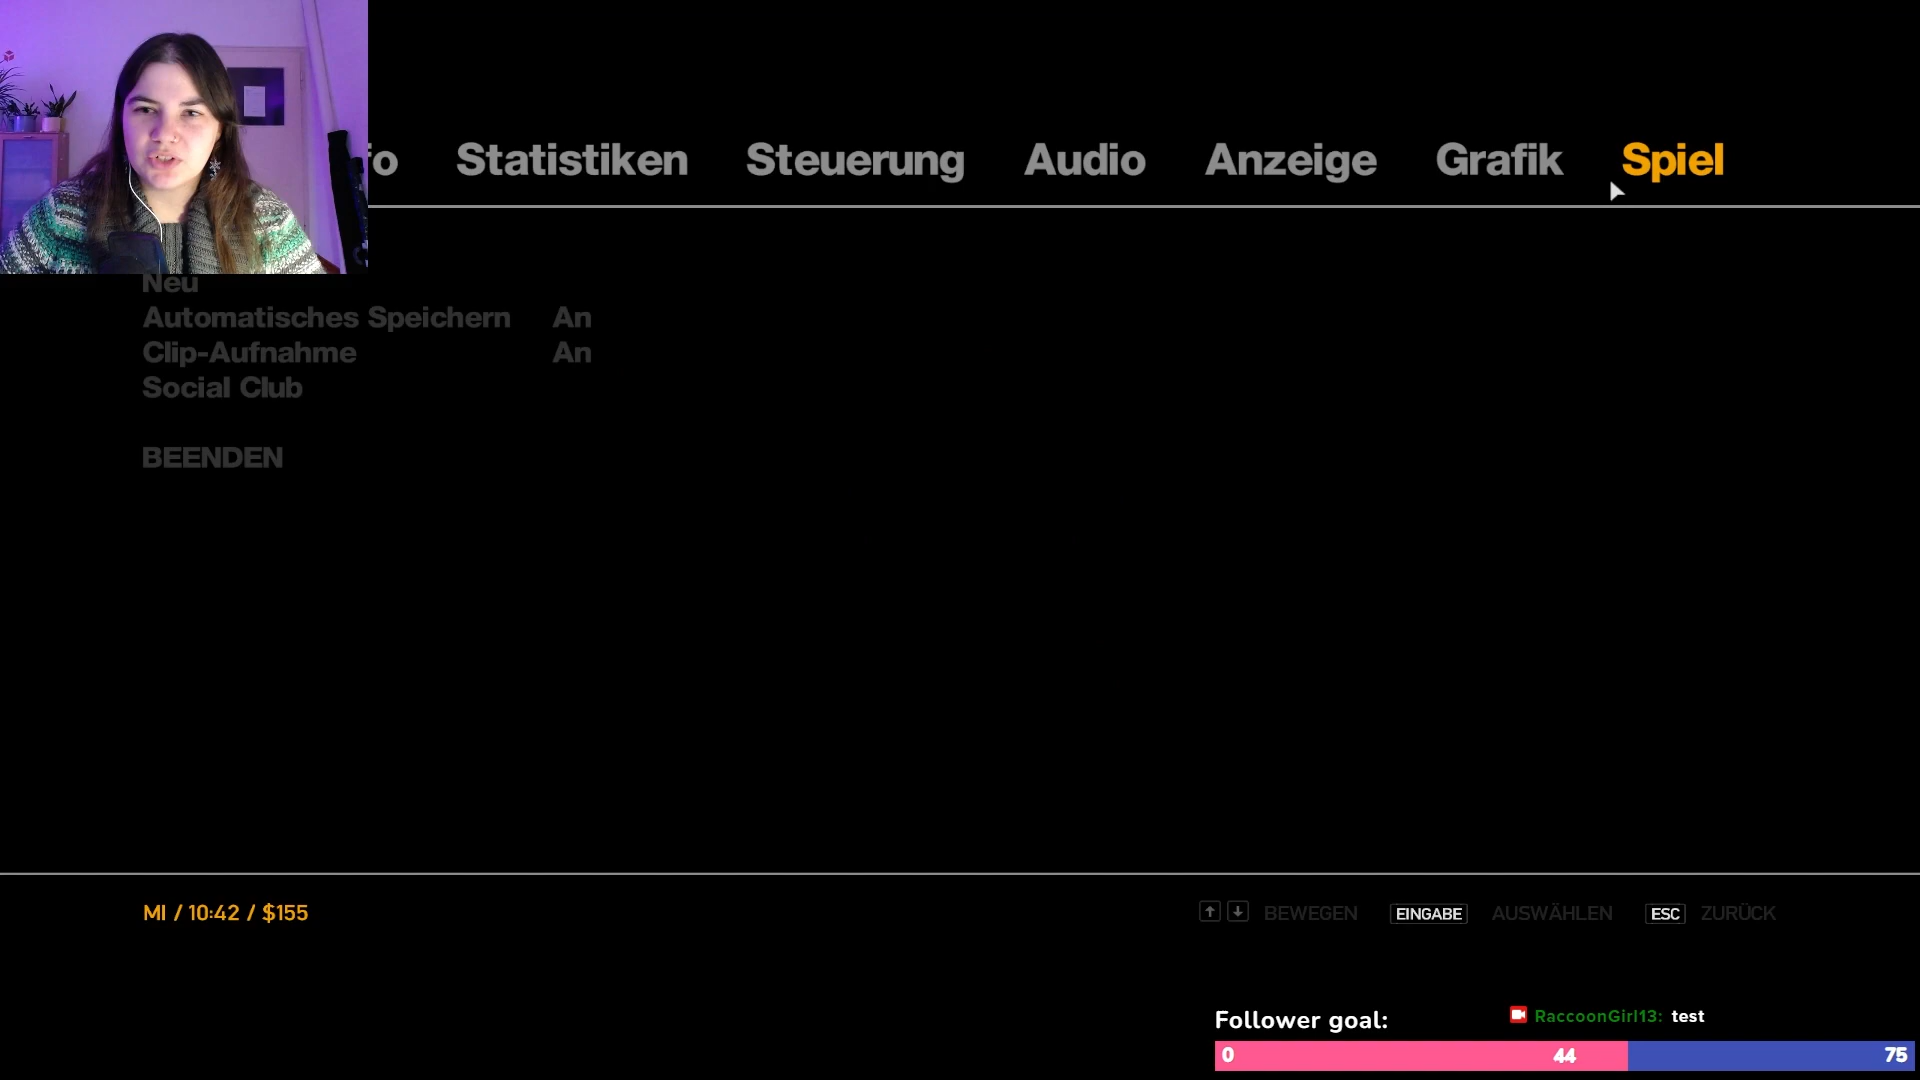 fo Statistiken Steuerung Audio Anzeige Grafik Spiel
Neu
Automatisches Speichern An
Clip-Aufnahme An
Social Club
BEENDEN
MI / 10:42 / $155
BEWEGEN EINGABE AUSWÄHLEN ESC ZURÜCK
Follower goal:
RaccoonGirl13: test
0 44 75